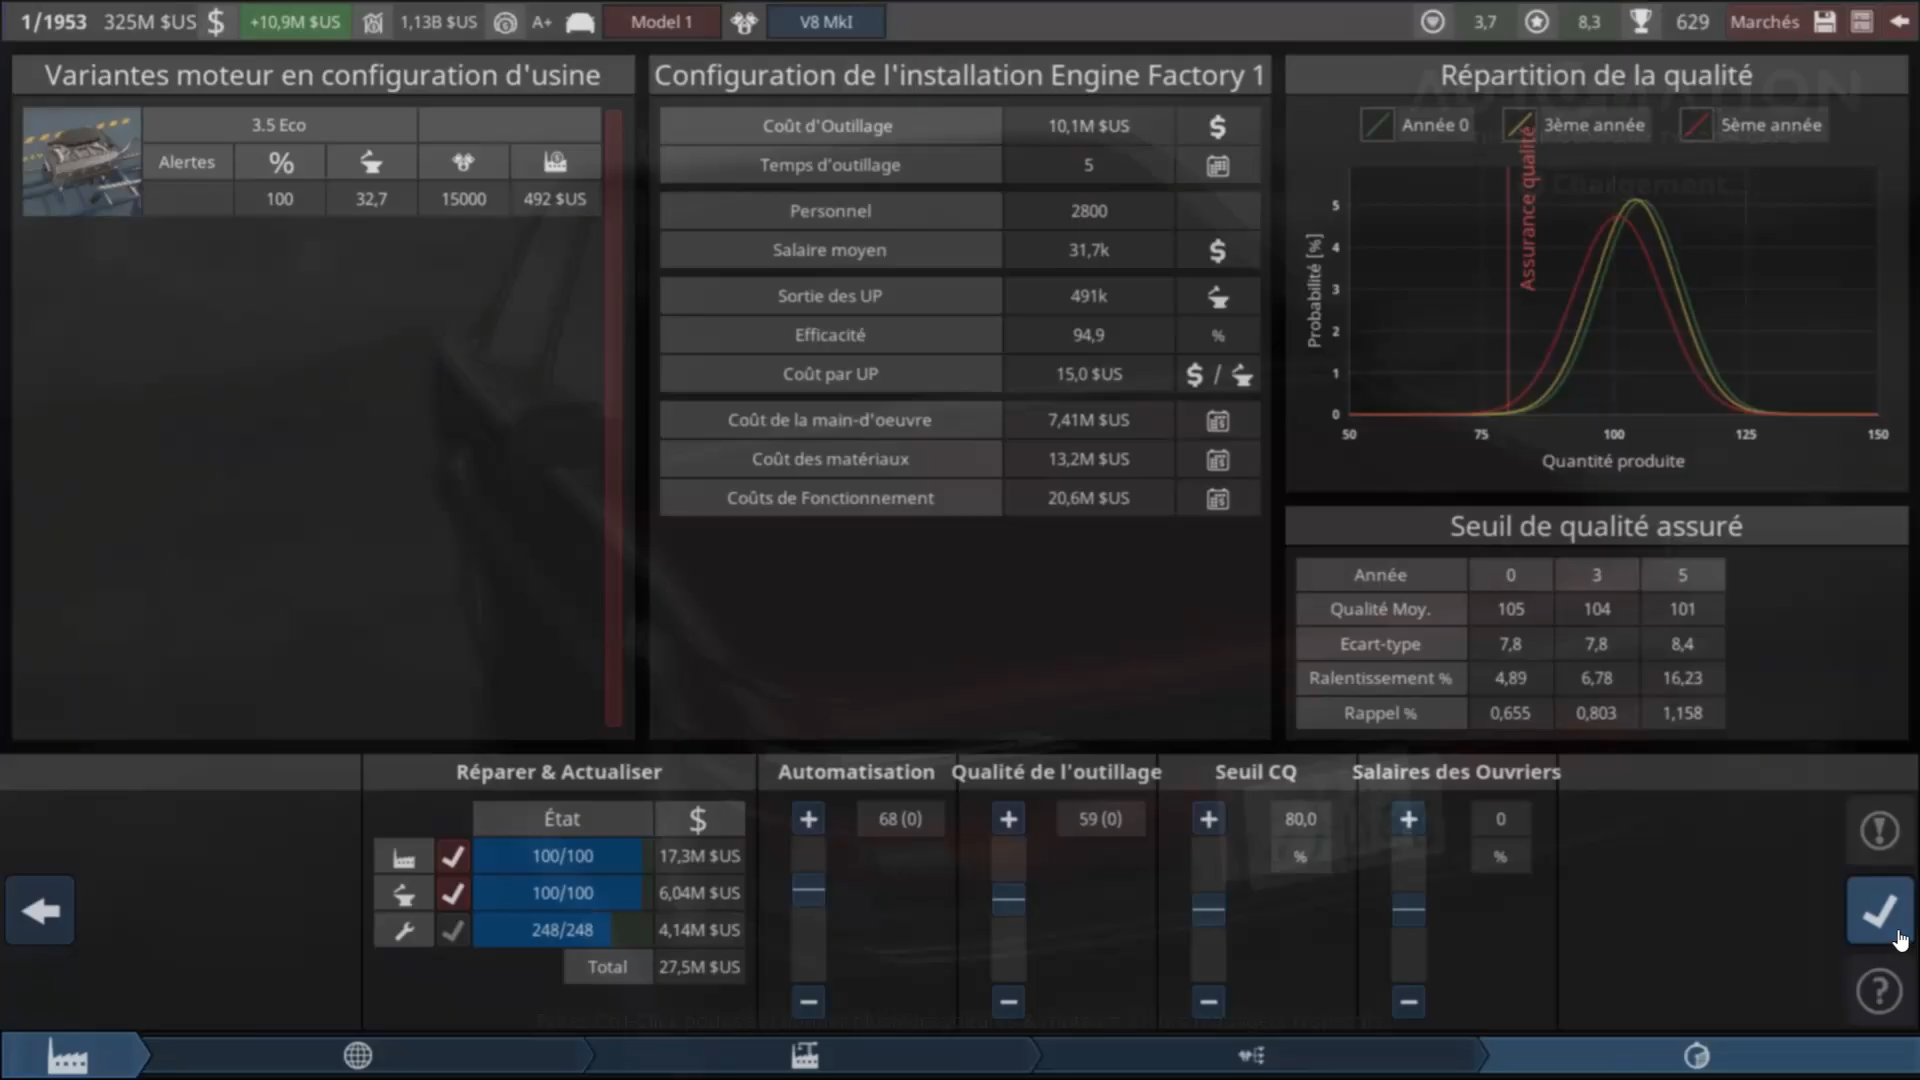 1/1953 325M $US +10,9M $US 1,13B $US A+ Model 1 V8 MkI 3,7 8,3 629 Marchés
Variantes moteur en configuration d'usine
3.5 Eco
Alertes %
100 32,7 15000 492 $US
Configuration de l'installation Engine Factory 1
Coût d'Outillage 10,1M $US $
Temps d'outillage 5
Personnel 2800
Salaire moyen 31,7k $
Sortie des UP 491k
Efficacité 94,9 %
Coût par UP 15,0 $US $ /
Coût de la main-d'oeuvre 7,41M $US
Coût des matériaux 13,2M $US
Coûts de Fonctionnement 20,6M $US
Répartition de la qualité
Année 0 3ème année 5ème année
Chargement
Assurance qualité
Probabilité [%]
5
4
3
2
1
0
50 75 100 125 150
Quantité produite
Seuil de qualité assuré
Année 0 3 5
Qualité Moy. 105 104 101
Ecart-type 7,8 7,8 8,4
Ralentissement % 4,89 6,78 16,23
Rappel % 0,655 0,803 1,158
Réparer & Actualiser
État $
100/100 17,3M $US
100/100 6,04M $US
248/248 4,14M $US
Total 27,5M $US
Automatisation
68 (0)
Qualité de l'outillage
59 (0)
Seuil CQ
80,0
%
Salaires des Ouvriers
0
%